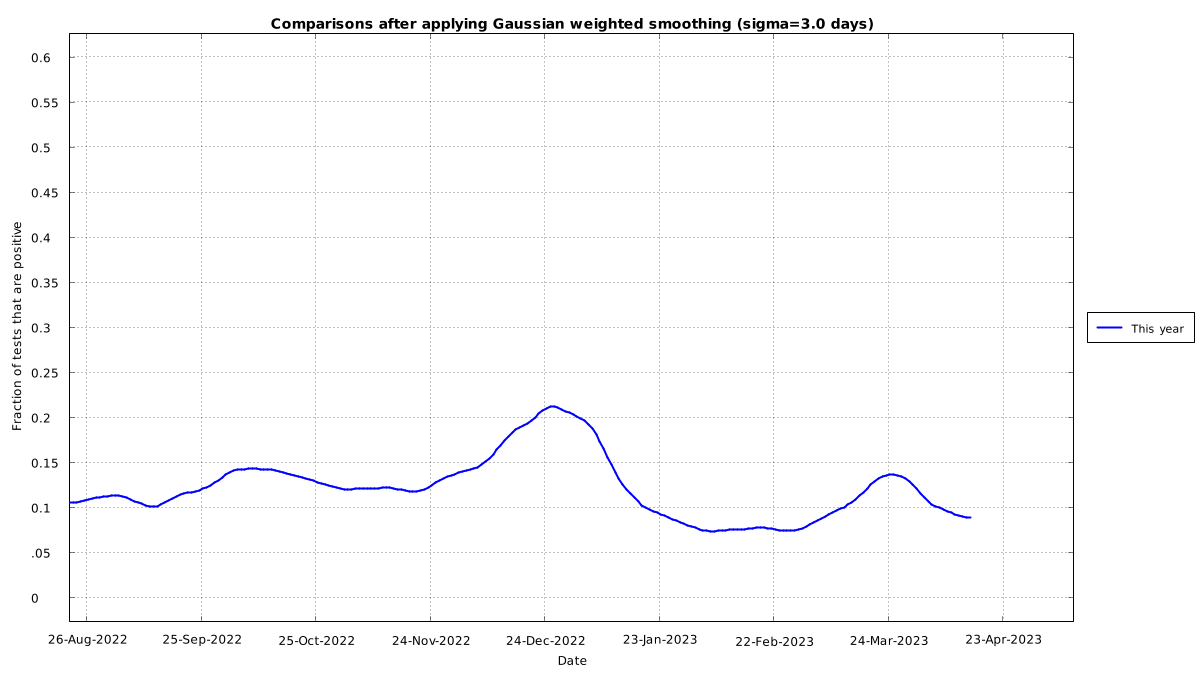 Comparisons after applying Gaussian weighted smoothing (sigma=3.0 days)
0.6
0.55
0.5
0.45
0.4
0.35
0.3
0.25
0.2
0.15
0.1
.05
0
Fraction of tests that are positive
This year
26-Aug-2022 25-Sep-2022 25-Oct-2022 24-Nov-2022 24-Dec-2022 23-Jan-2023 22-Feb-2023 24-Mar-2023 23-Apr-2023
Date